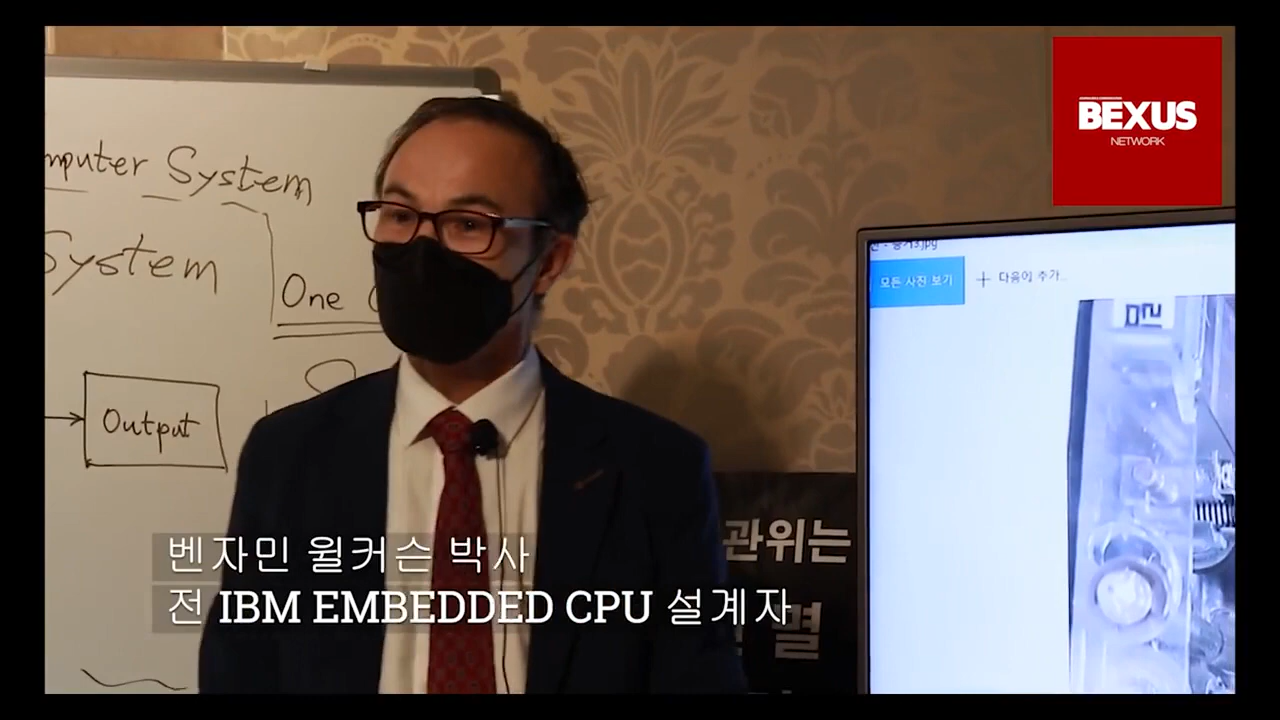 BEXUS
NETWORK
System
System
One
Output
모든 사진 보기
다음에 추가
관위는
별
벤자민 윌커슨 박사
전 IBM EMBEDDED CPU 설계자